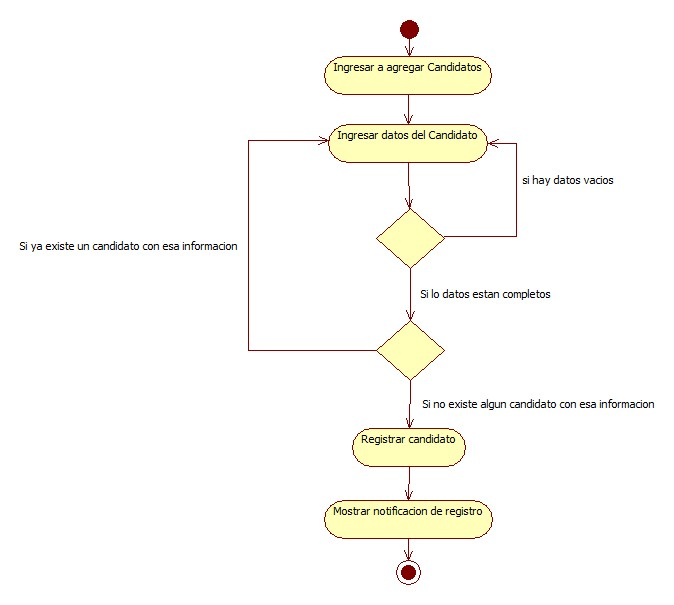 Ingresar a agregar Candidatos
Ingresar datos del Candidato
si hay datos vacios
Si ya existe un candidato con esa informacion
Si lo datos estan completos
Si no existe algun candidato con esa informacion
Registrar candidato
Mostrar notificacion de registro